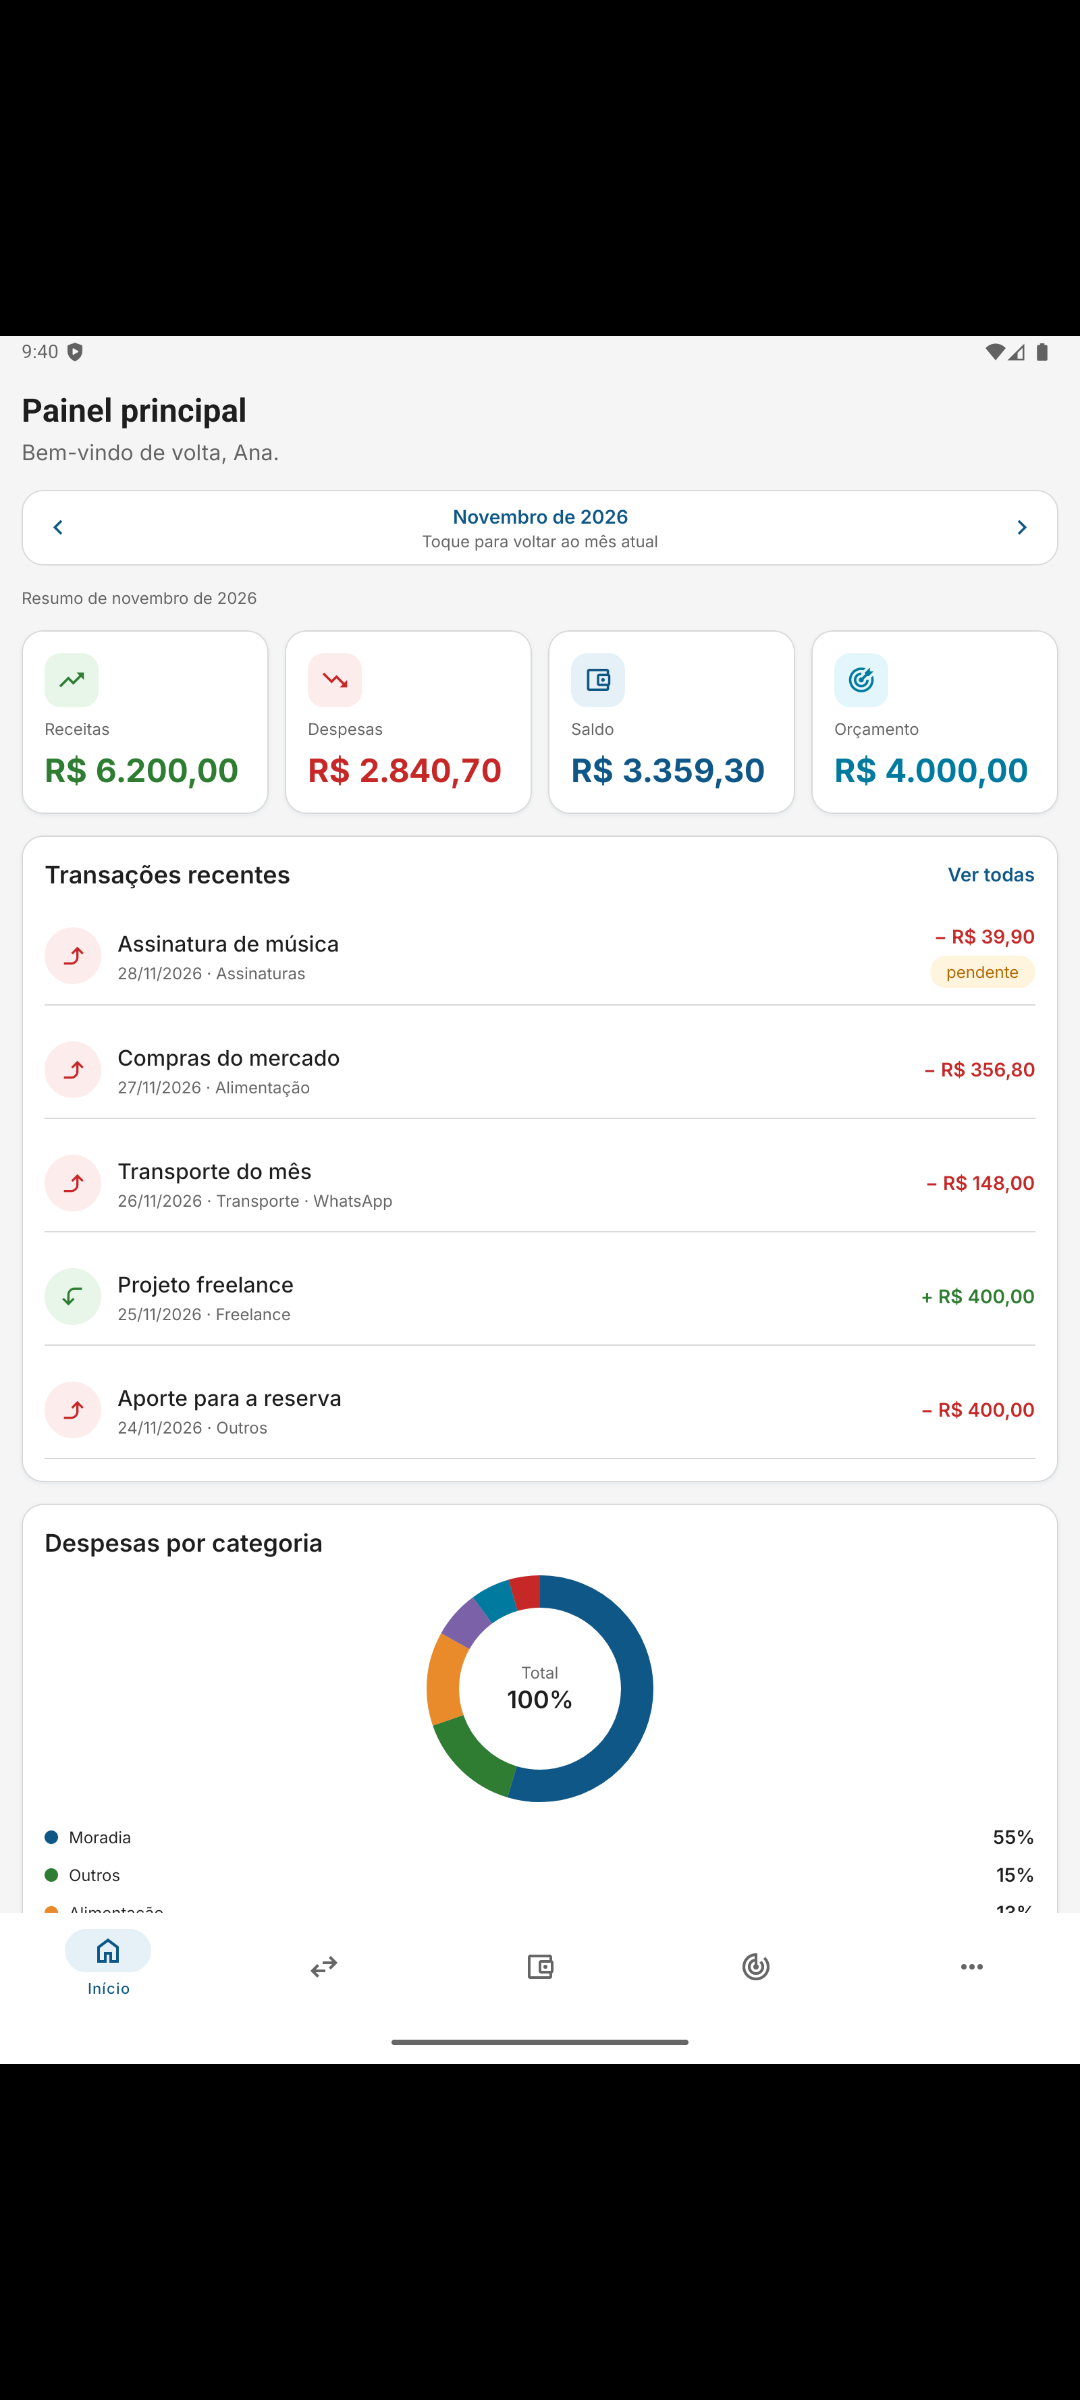 9:40
Painel principal
Bem-vindo de volta, Ana.
Novembro de 2026
Toque para voltar ao mês atual
Resumo de novembro de 2026
Receitas
R$ 6.200,00
Despesas
R$ 2.840,70
Saldo
R$ 3.359,30
Orçamento
R$ 4.000,00
Transações recentes
Ver todas
Assinatura de música
− R$ 39,90
28/11/2026 · Assinaturas
pendente
Compras do mercado
27/11/2026 · Alimentação
− R$ 356,80
Transporte do mês
26/11/2026 · Transporte · WhatsApp
− R$ 148,00
Projeto freelance
25/11/2026 · Freelance
+ R$ 400,00
Aporte para a reserva
24/11/2026 · Outros
− R$ 400,00
Despesas por categoria
Total
100%
Moradia
55%
Outros
15%
Alimentação
13%
Início